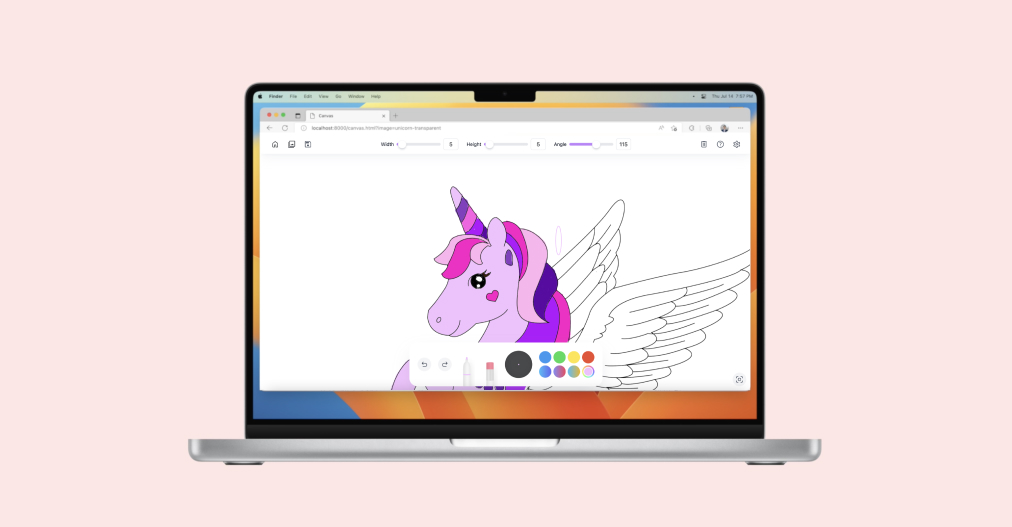 Finder File Edit View Go Window Help
Thu Jul 14 7:07 PM
Canvas
localhost:8000/canvas.html?image=unicorn-transparent
Width 5 Height 5 Angle 115